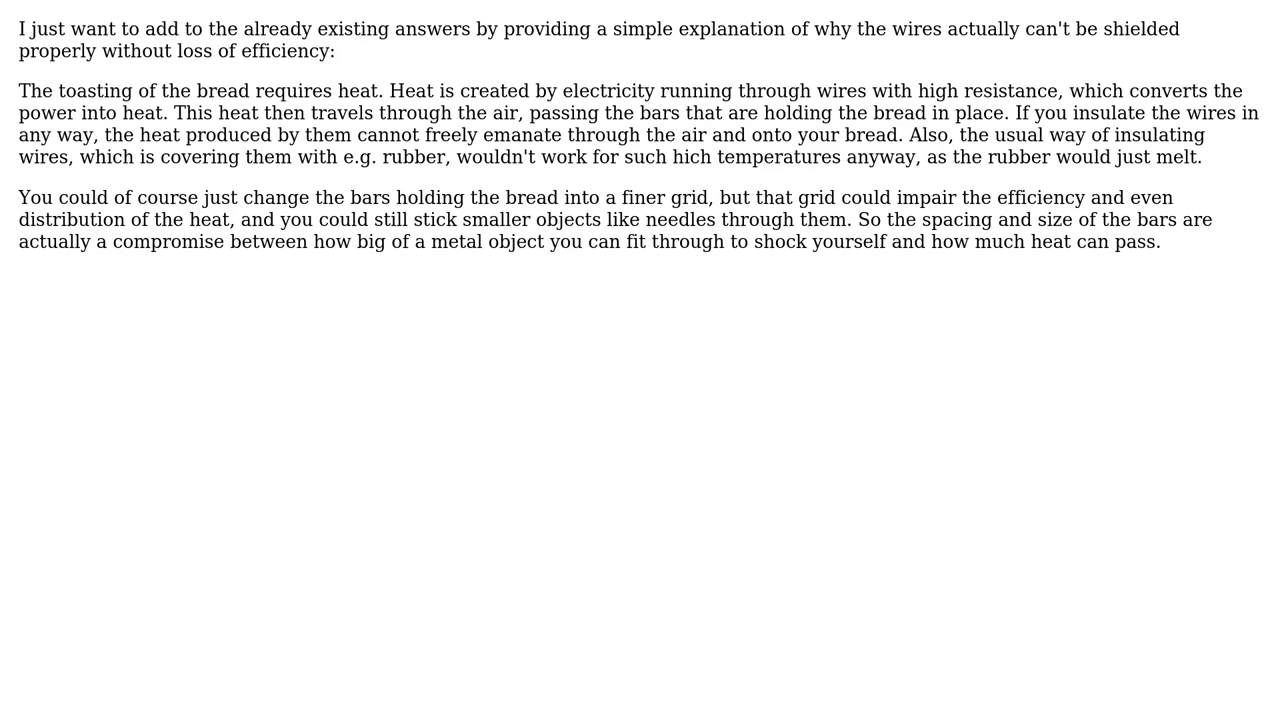 I just want to add to the already existing answers by providing a simple explanation of why the wires actually can't be shielded
properly without loss of efficiency:
The toasting of the bread requires heat. Heat is created by electricity running through wires with high resistance, which converts the
power into heat. This heat then travels through the air, passing the bars that are holding the bread in place. If you insulate the wires in
any way, the heat produced by them cannot freely emanate through the air and onto your bread. Also, the usual way of insulating
wires, which is covering them with e.g. rubber, wouldn't work for such hich temperatures anyway, as the rubber would just melt.
You could of course just change the bars holding the bread into a finer grid, but that grid could impair the efficiency and even
distribution of the heat, and you could still stick smaller objects like needles through them. So the spacing and size of the bars are
actually a compromise between how big of a metal object you can fit through to shock yourself and how much heat can pass.